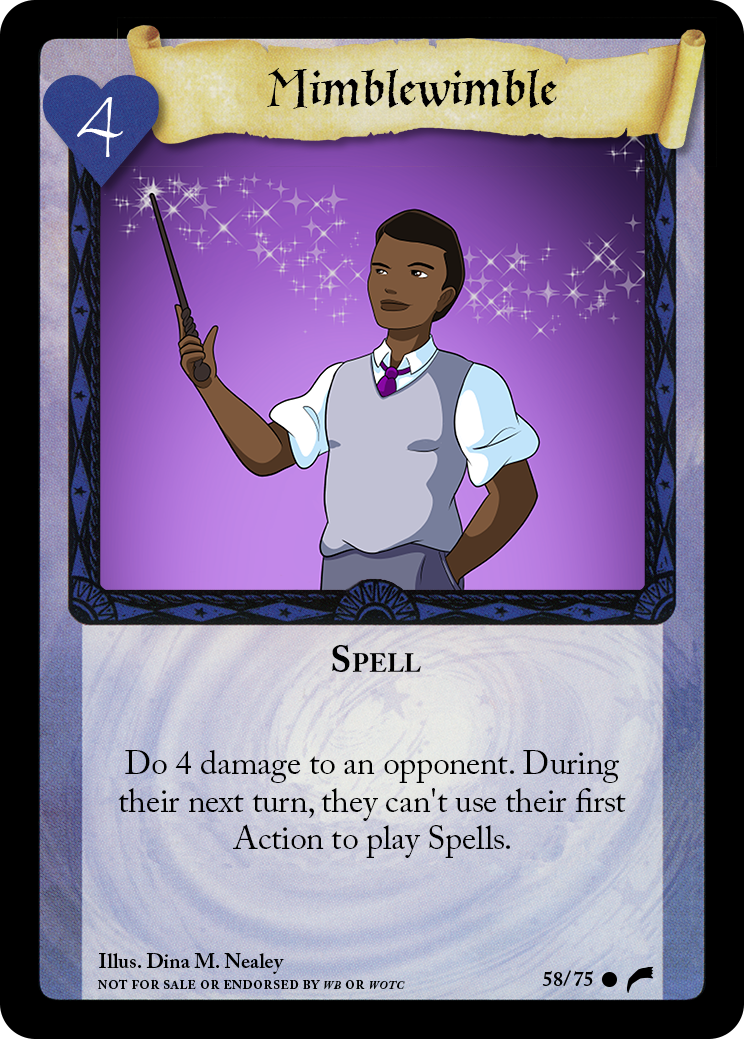 Mimblewimble
4
Spell
Do 4 damage to an opponent. During
their next turn, they can't use their first
Action to play Spells.
Illus. Dina M. Nealey
NOT FOR SALE OR ENDORSED BY WB OR WOTC
58/75